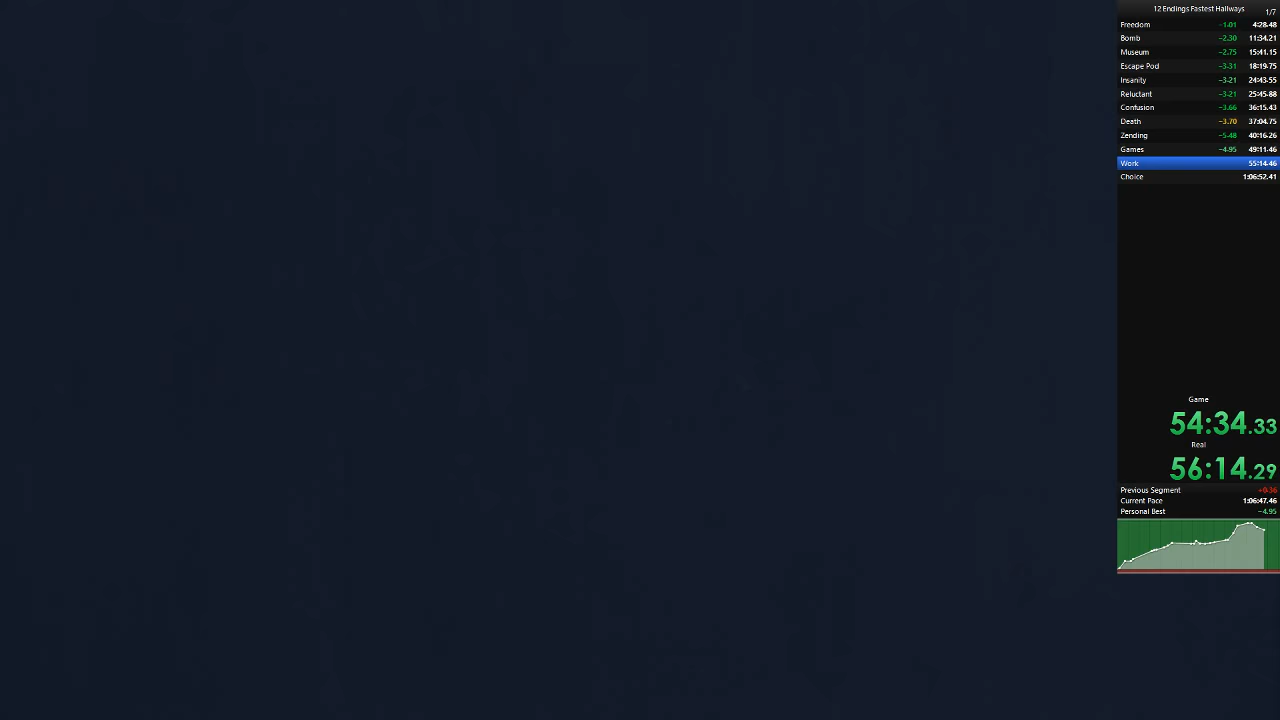 12 Endings Fastest Hallways 1/7
Freedom -1.01 4:28.48
Bomb -2.30 11:34.21
Museum -2.75 15:41.15
Escape Pod -3.31 18:19.75
Insanity -3.21 24:43.55
Reluctant -3.21 25:45.88
Confusion -3.66 36:15.43
Death -3.70 37:04.75
Zending -5.48 40:16.26
Games -4.95 49:11.46
Work 55:14.46
Choice 1:06:52.41
Game
54:34.33
Real
56:14.29
Previous Segment +0.36
Current Pace 1:06:47.46
Personal Best -4.95